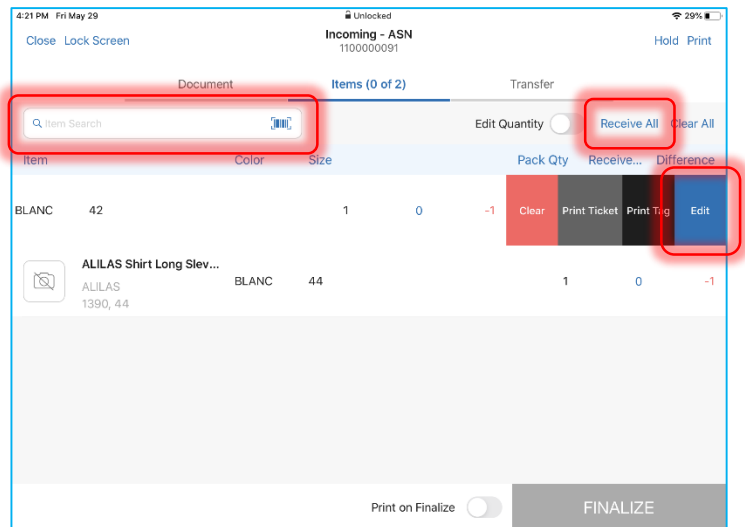 4:21 PM Fri May 29 Unlocked 29%
Close Lock Screen Incoming - ASN Hold Print
1100000091
Document Items (0 of 2) Transfer
Item Search Edit Quantity Receive All Clear All
Item Color Size Pack Qty Receive... Difference
BLANC 42 1 0 -1 Clear Print Ticket Print Tag Edit
ALILAS Shirt Long Slev...
ALILAS BLANC 44 1 0 -1
1390, 44
Print on Finalize FINALIZE